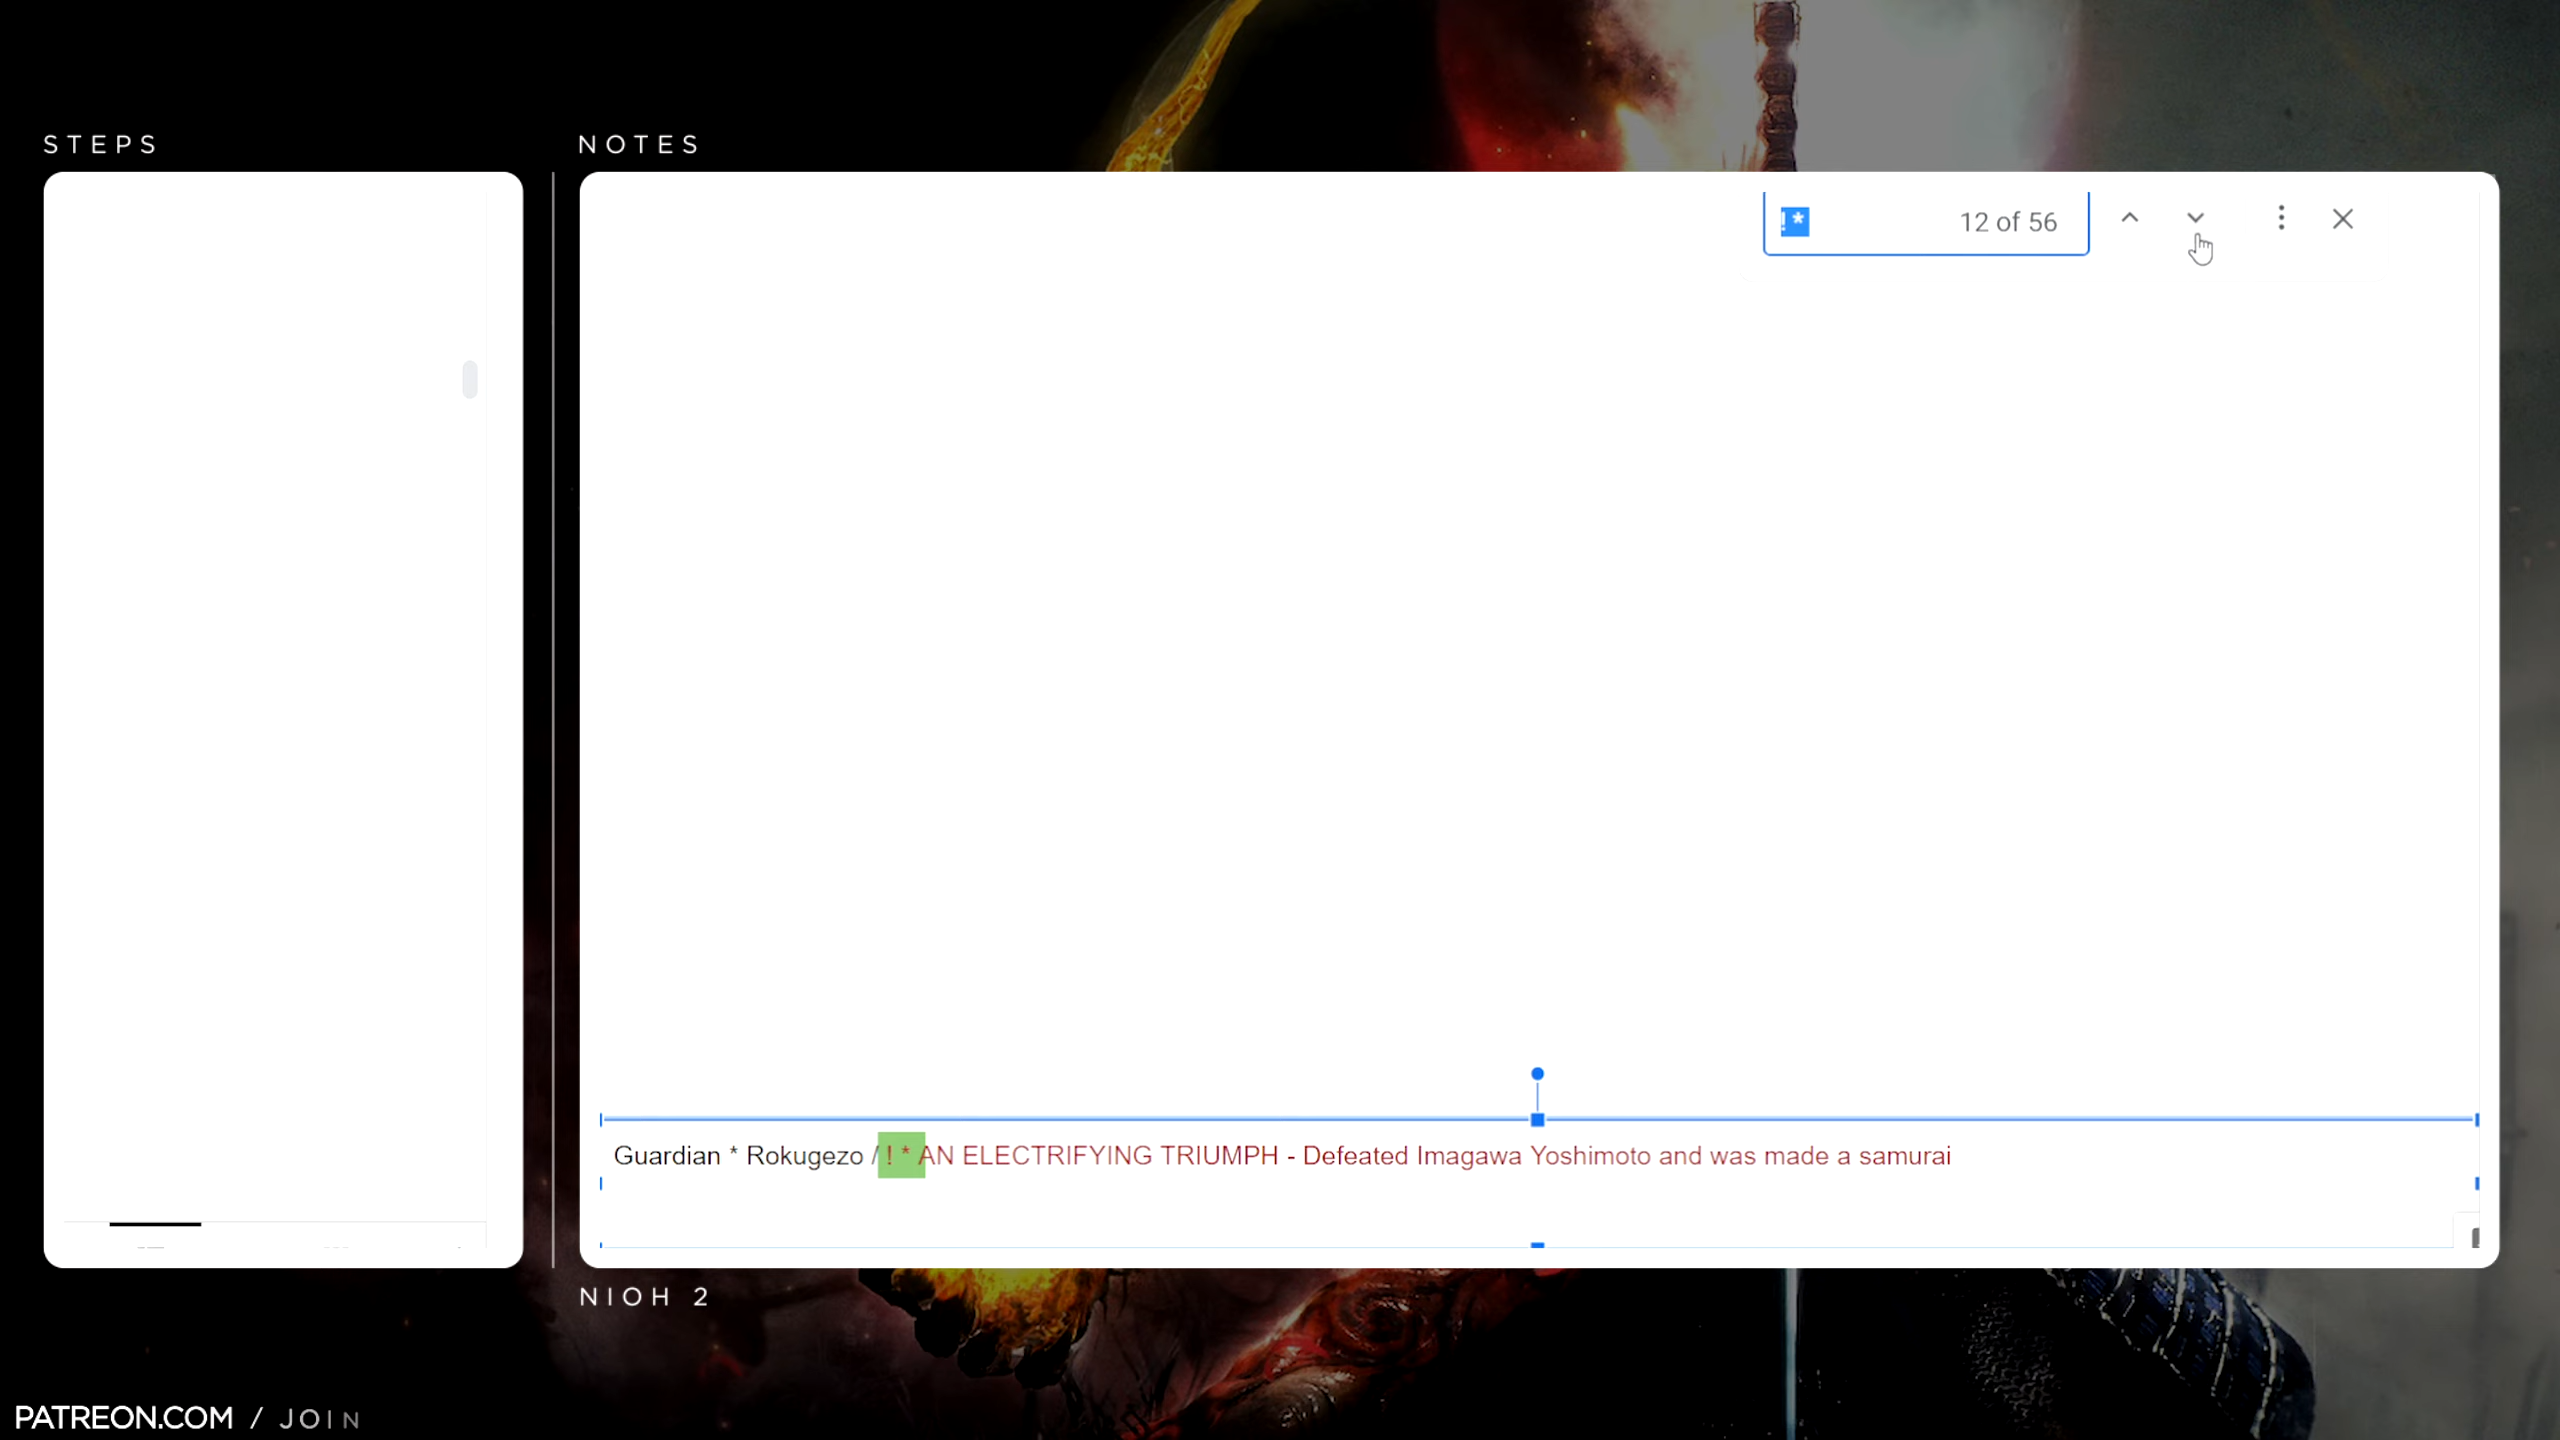 STEPS
NOTES
!*
12 of 56
Guardian * Rokugezo / ! * AN ELECTRIFYING TRIUMPH - Defeated Imagawa Yoshimoto and was made a samurai
NIOH 2
PATREON.COM / JOIN